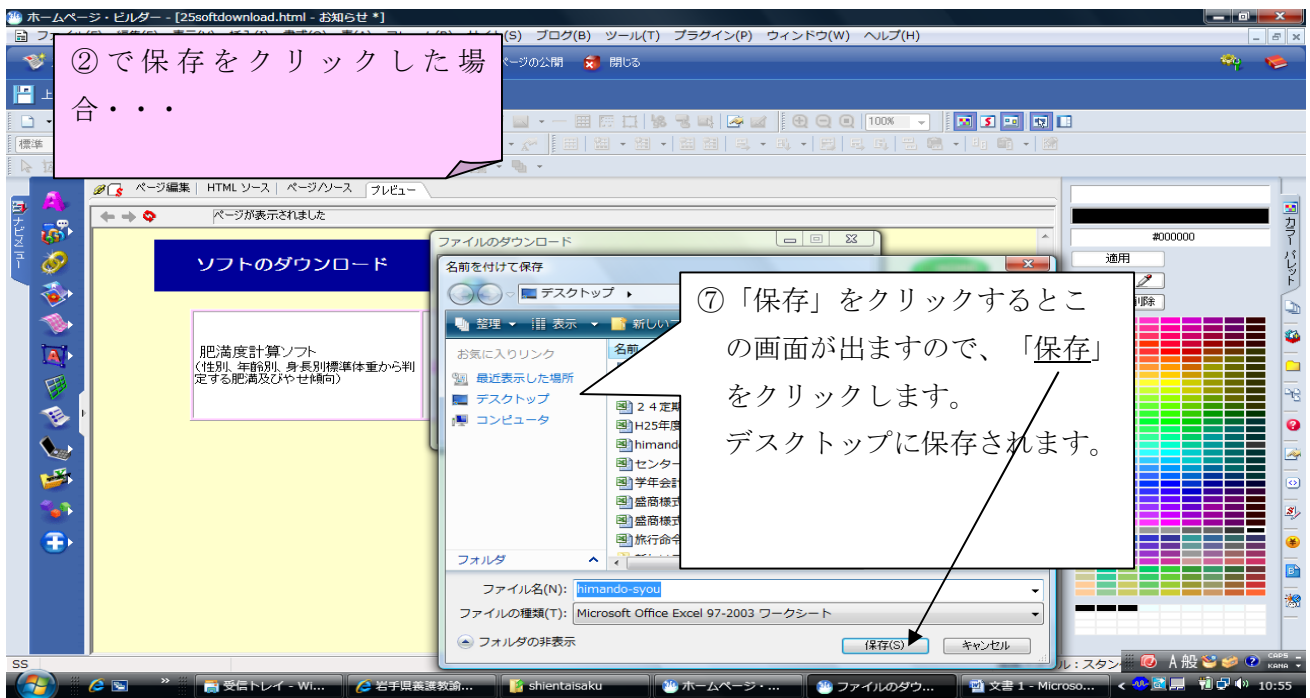 ホームページ・ビルダー - [25softdownload.html - お知らせ *]
ツール(T) プラグイン(P) ウィンドウ(W) ヘルプ(H)
(S) ブログ(B)
②で保存をクリックした場
合・・・
ページの公開 閉じる
上
100%
標準
ページ編集 HTML ソース ページ/ソース プレビュー
ページが表示されました
ナビメニュー
カラーパレット
#000000
適用
ソフトのダウンロード
肥満度計算ソフト
(性別、年齢別、身長別標準体重から判
定する肥満及びやせ傾向)
ファイルのダウンロード
名前を付けて保存
デスクトップ
整理 表示 新しい
お気に入りリンク
名前
最近表示した場所
デスクトップ
コンピュータ
24定期
H25年度
himand
センター
学年会計
盛商様式
盛商様式
旅行命令
フォルダ
⑦「保存」をクリックするとこ
の画面が出ますので、「保存」
をクリックします。
デスクトップに保存されます。
ファイル名(N): himando-syou
ファイルの種類(T): Microsoft Office Excel 97-2003 ワークシート
フォルダの非表示
保存(S) キャンセル
SS
ル:スタン
A 般
CAPS
KANA
受信トレイ - Wi...
岩手県養護教諭...
shientaisaku
ホームページ・...
ファイルのダウ...
文書 1 - Microso...
10:55